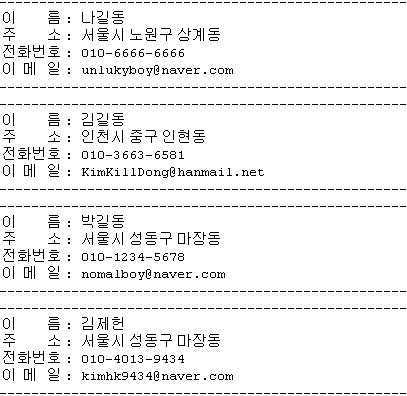 이    름 : 나길동
주    소 : 서울시 노원구 상계동
전화번호 : 010-6666-6666
이 메 일 : unlukyboy@naver.com
이    름 : 김길동
주    소 : 인천시 중구 인현동
전화번호 : 010-3663-6581
이 메 일 : KimKillDong@hanmail.net
이    름 : 박길동
주    소 : 서울시 성동구 마장동
전화번호 : 010-1234-5678
이 메 일 : nomalboy@naver.com
이    름 : 김제헌
주    소 : 서울시 성동구 마장동
전화번호 : 010-4013-9434
이 메 일 : kimhk9434@naver.com